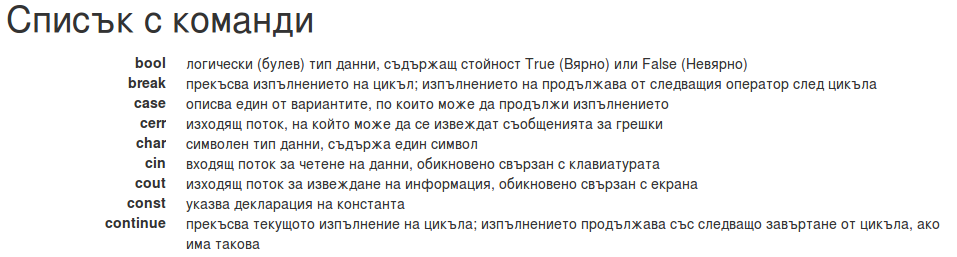 Списък с команди
bool логически (булев) тип данни, съдържащ стойност True (Вярно) или False (Невярно)
break прекъсва изпълнението на цикъл; изпълнението на продължава от следващия оператор след цикъла
case описва един от вариантите, по които може да продължи изпълнението
cerr изходящ поток, на който може да се извеждат съобщенията за грешки
char символен тип данни, съдържа един символ
cin входящ поток за четене на данни, обикновено свързан с клавиатурата
cout изходящ поток за извеждане на информация, обикновено свързан с екрана
const указва декларация на константа
continue прекъсва текущото изпълнение на цикъла; изпълнението продължава със следващо завъртане от цикъла, ако
има такова